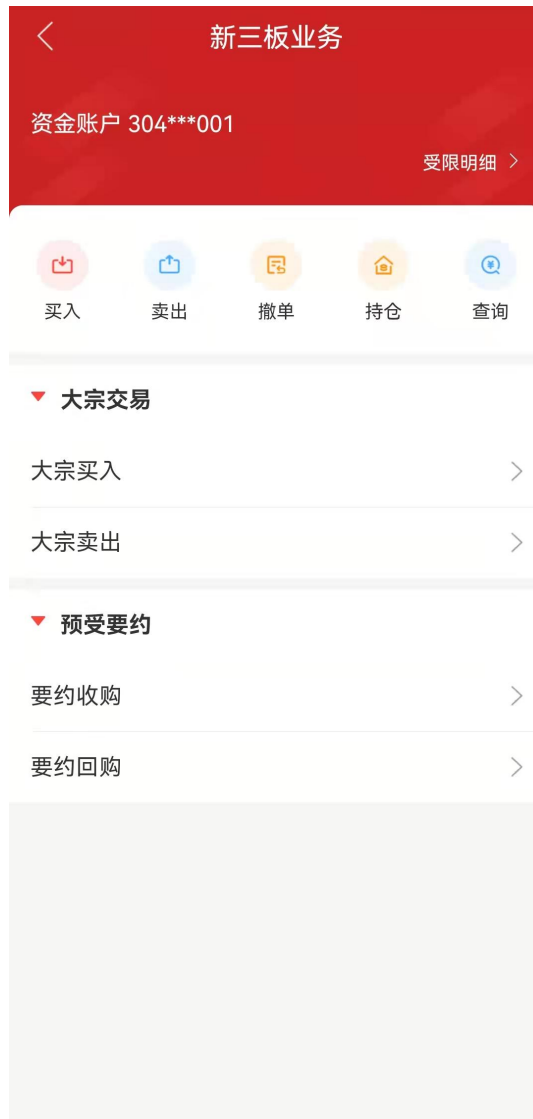 新三板业务
资金账户 304***001
受限明细
买入 卖出 撤单 持仓 查询
大宗交易
大宗买入
大宗卖出
预受要约
要约收购
要约回购